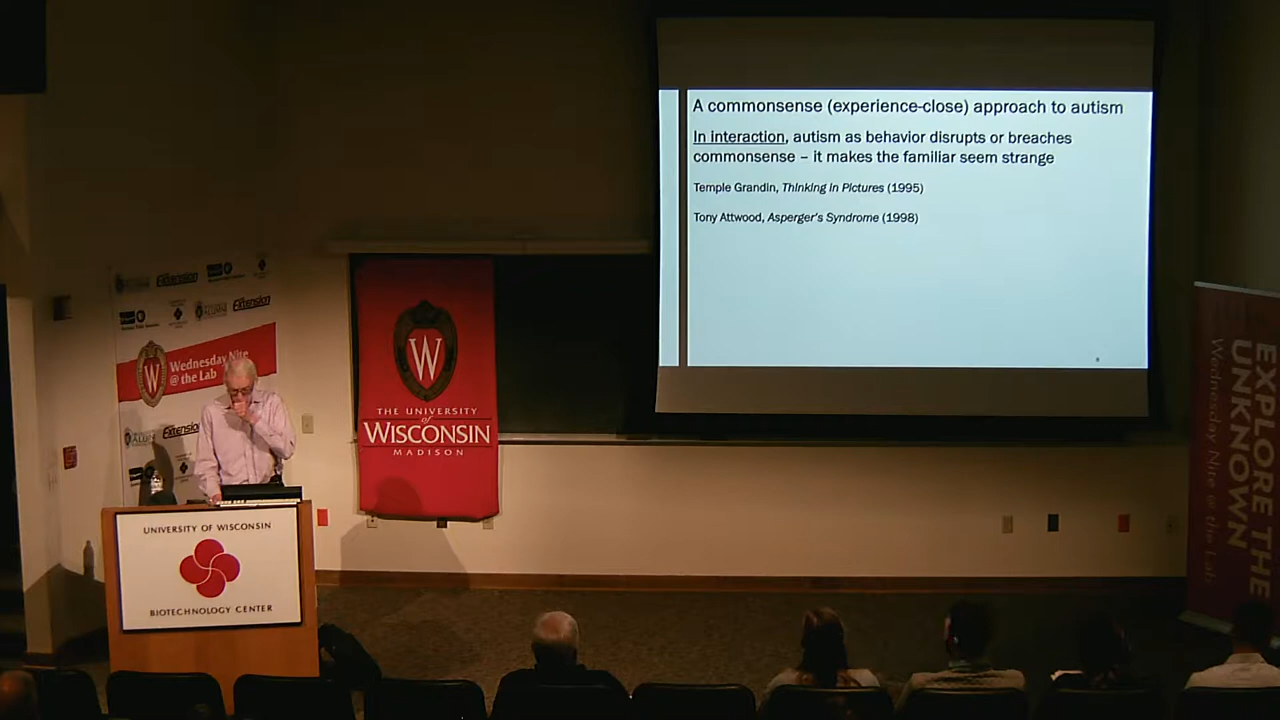 A commonsense (experience-close) approach to autism
In interaction, autism as behavior disrupts or breaches
commonsense – it makes the familiar seem strange
Temple Grandin, Thinking in Pictures (1995)
Tony Attwood, Asperger's Syndrome (1998)
Extension
Extension
Wednesday Nite
@ the Lab
W
Extension
W
THE UNIVERSITY
of
WISCONSIN
MADISON
UNIVERSITY OF WISCONSIN
BIOTECHNOLOGY CENTER
EXPLORE THE
UNKNOWN
Wednesday Nite @ the Lab